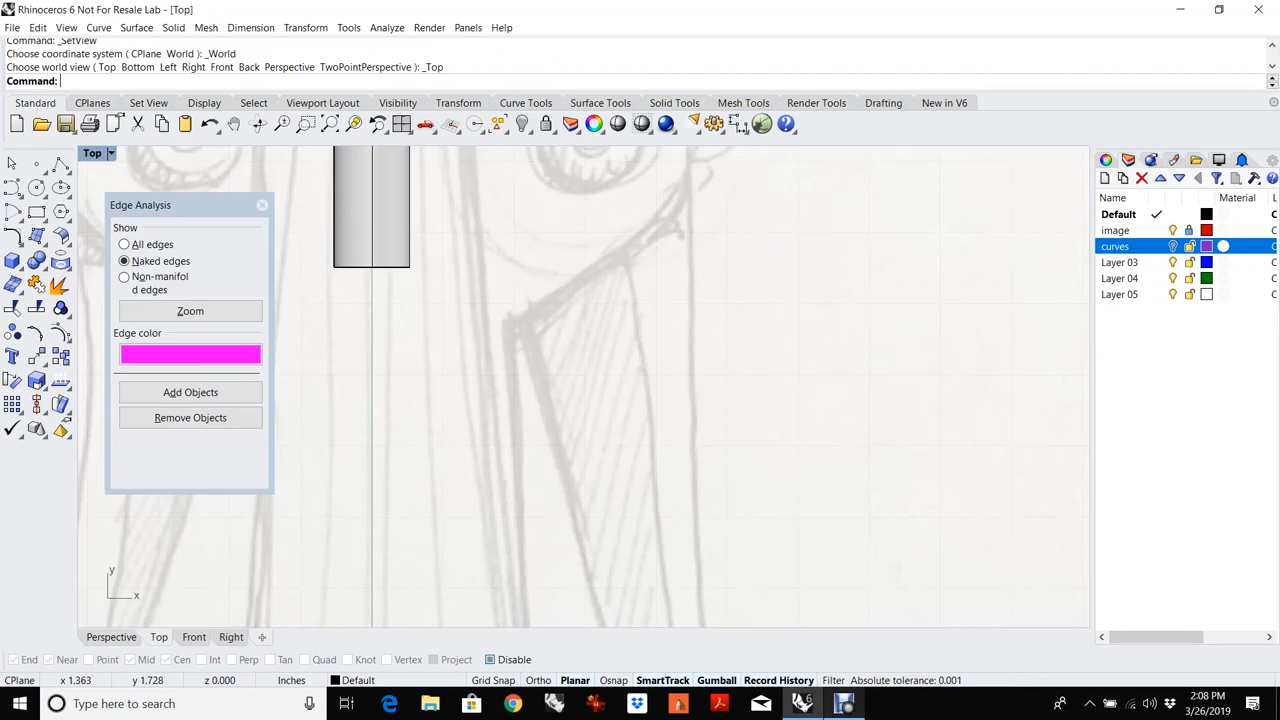 Rhinoceros 6 Not For Resale Lab - [Top]
File Edit View Curve Surface Solid Mesh Dimension Transform Tools Analyze Render Panels Help
Command: _SetView
Choose coordinate system ( CPlane World ): _World
Choose world view ( Top Bottom Left Right Front Back Perspective TwoPointPerspective ): _Top
Command:
Standard CPlanes Set View Display Select Viewport Layout Visibility Transform Curve Tools Surface Tools Solid Tools Mesh Tools Render Tools Drafting New in V6
Top
Name Material L
Default C
image C
curves C
Layer 03 C
Layer 04 C
Layer 05 C
Edge Analysis
Show
All edges
Naked edges
Non-manifol
d edges
Zoom
Edge color
Add Objects
Remove Objects
y
x
Perspective Top Front Right
End Near Point Mid Cen Int Perp Tan Quad Knot Vertex Project Disable
CPlane x 1.363 y 1.728 z 0.000 Inches Default Grid Snap Ortho Planar Osnap SmartTrack Gumball Record History Filter Absolute tolerance: 0.001
Type here to search
2:08 PM
3/26/2019